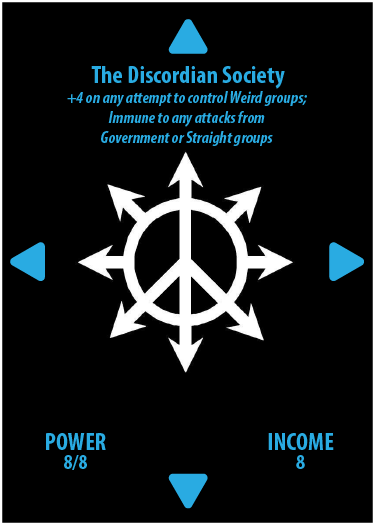 The Discordian Society
+4 on any attempt to control Weird groups;
Immune to any attacks from
Government or Straight groups
POWER
8/8
INCOME
8